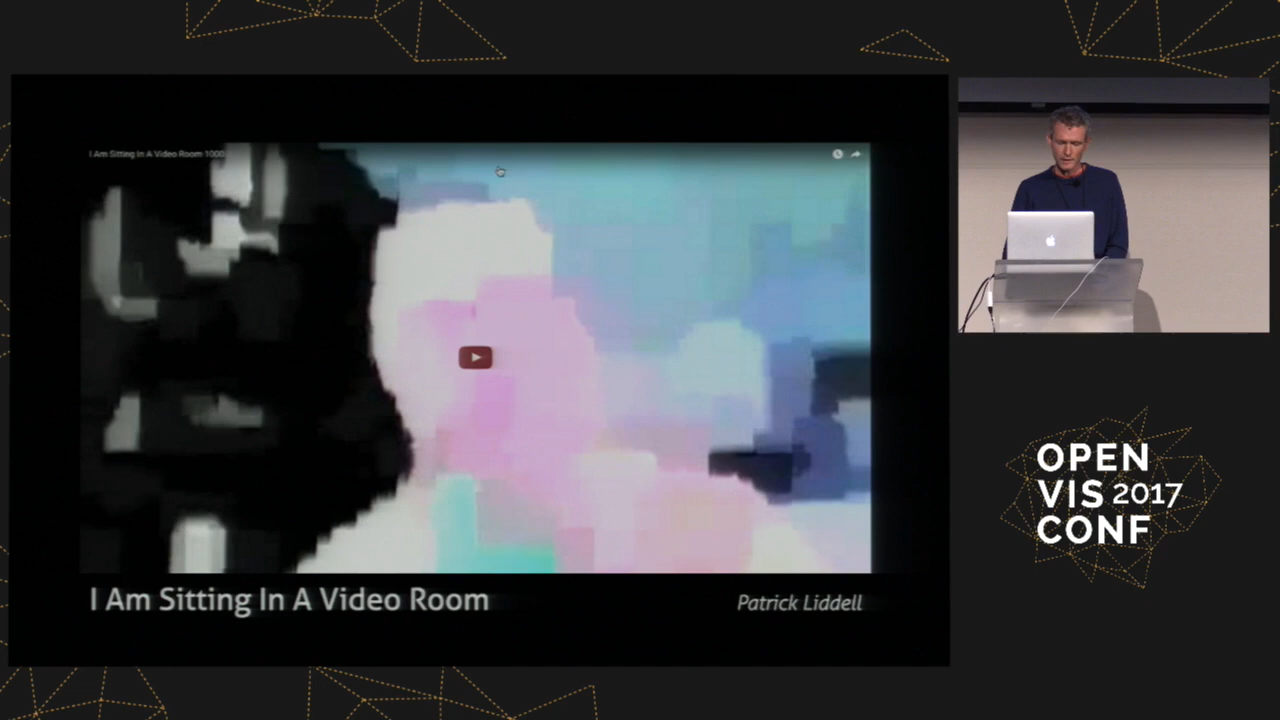 I Am Sitting In A Video Room 1000
I Am Sitting In A Video Room
Patrick Liddell
OPEN
VIS 2017
CONF